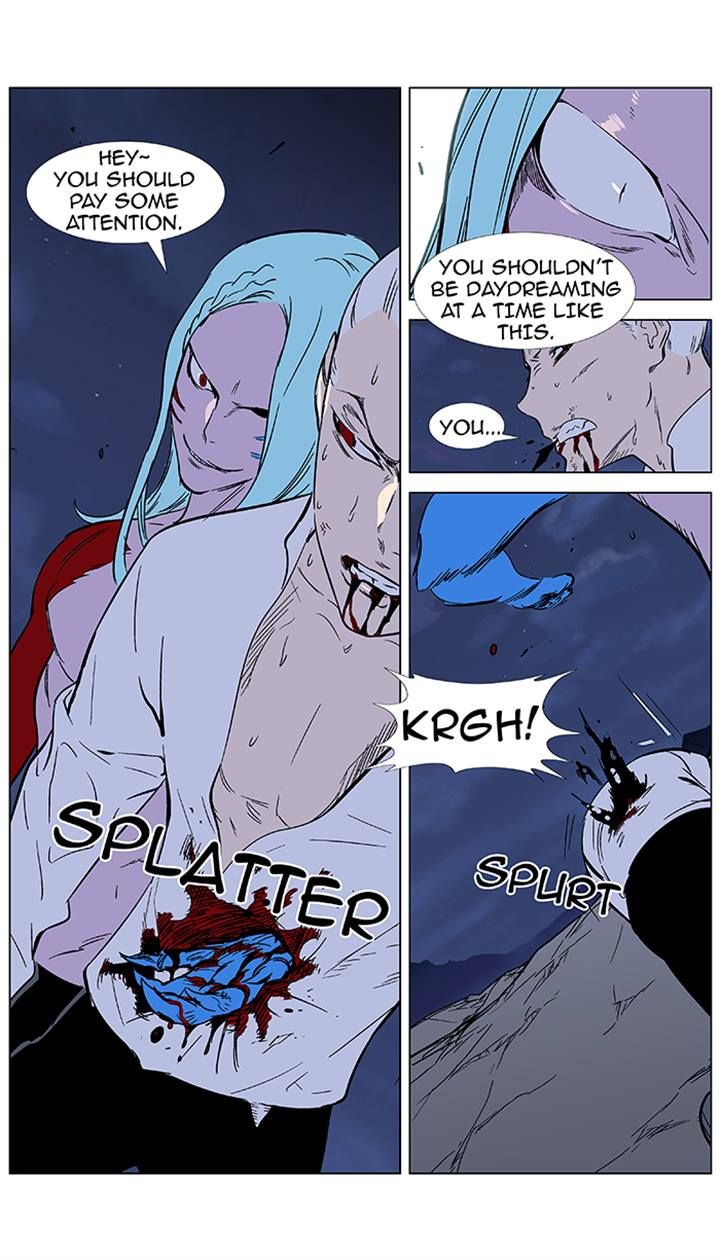 HEY~
YOU SHOULD
PAY SOME
ATTENTION.
YOU SHOULDN'T
BE DAYDREAMING
AT A TIME LIKE
THIS.
YOU....
SPLATTER
KRGH!
SPURT